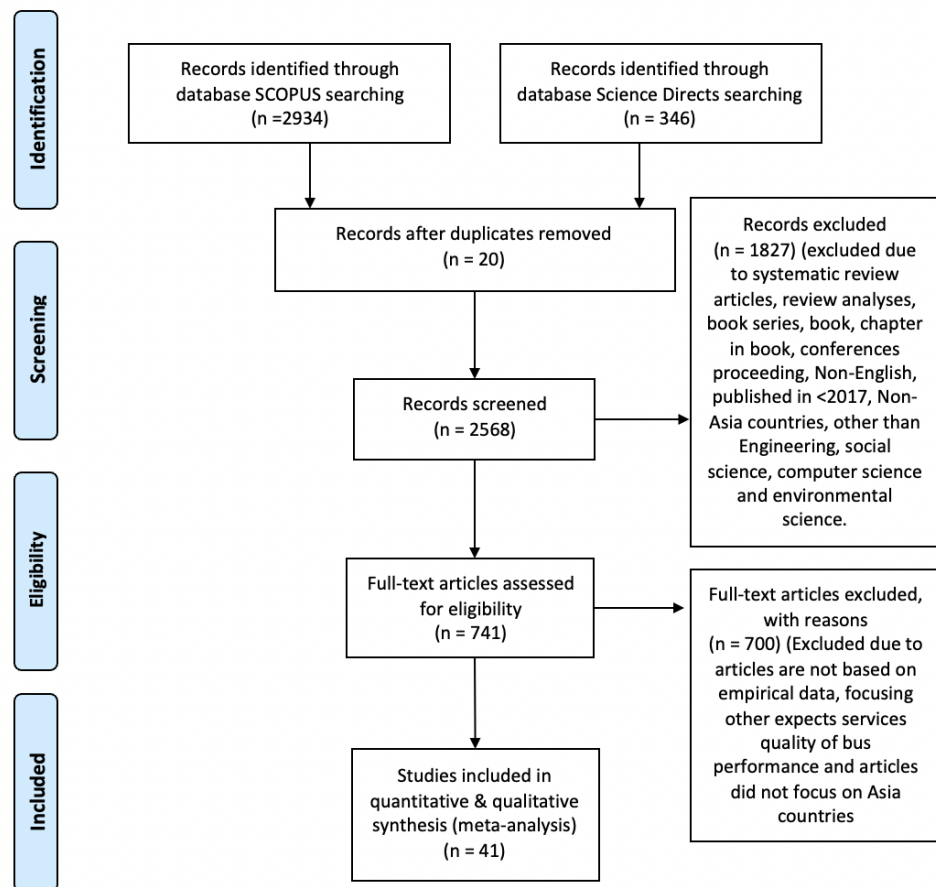 Identification
Records identified through
database SCOPUS searching
(n =2934)
Records identified through
database Science Directs searching
(n = 346)
Records after duplicates removed
(n = 20)
Screening
Records screened
(n = 2568)
Records excluded
(n = 1827) (excluded due
to systematic review
articles, review analyses,
book series, book, chapter
in book, conferences
proceeding, Non-English,
published in <2017, Non-
Asia countries, other than
Engineering, social
science, computer science
and environmental
science.
Eligibility
Full-text articles assessed
for eligibility
(n = 741)
Full-text articles excluded,
with reasons
(n = 700) (Excluded due to
articles are not based on
empirical data, focusing
other expects services
quality of bus
performance and articles
did not focus on Asia
countries
Included
Studies included in
quantitative & qualitative
synthesis (meta-analysis)
(n = 41)